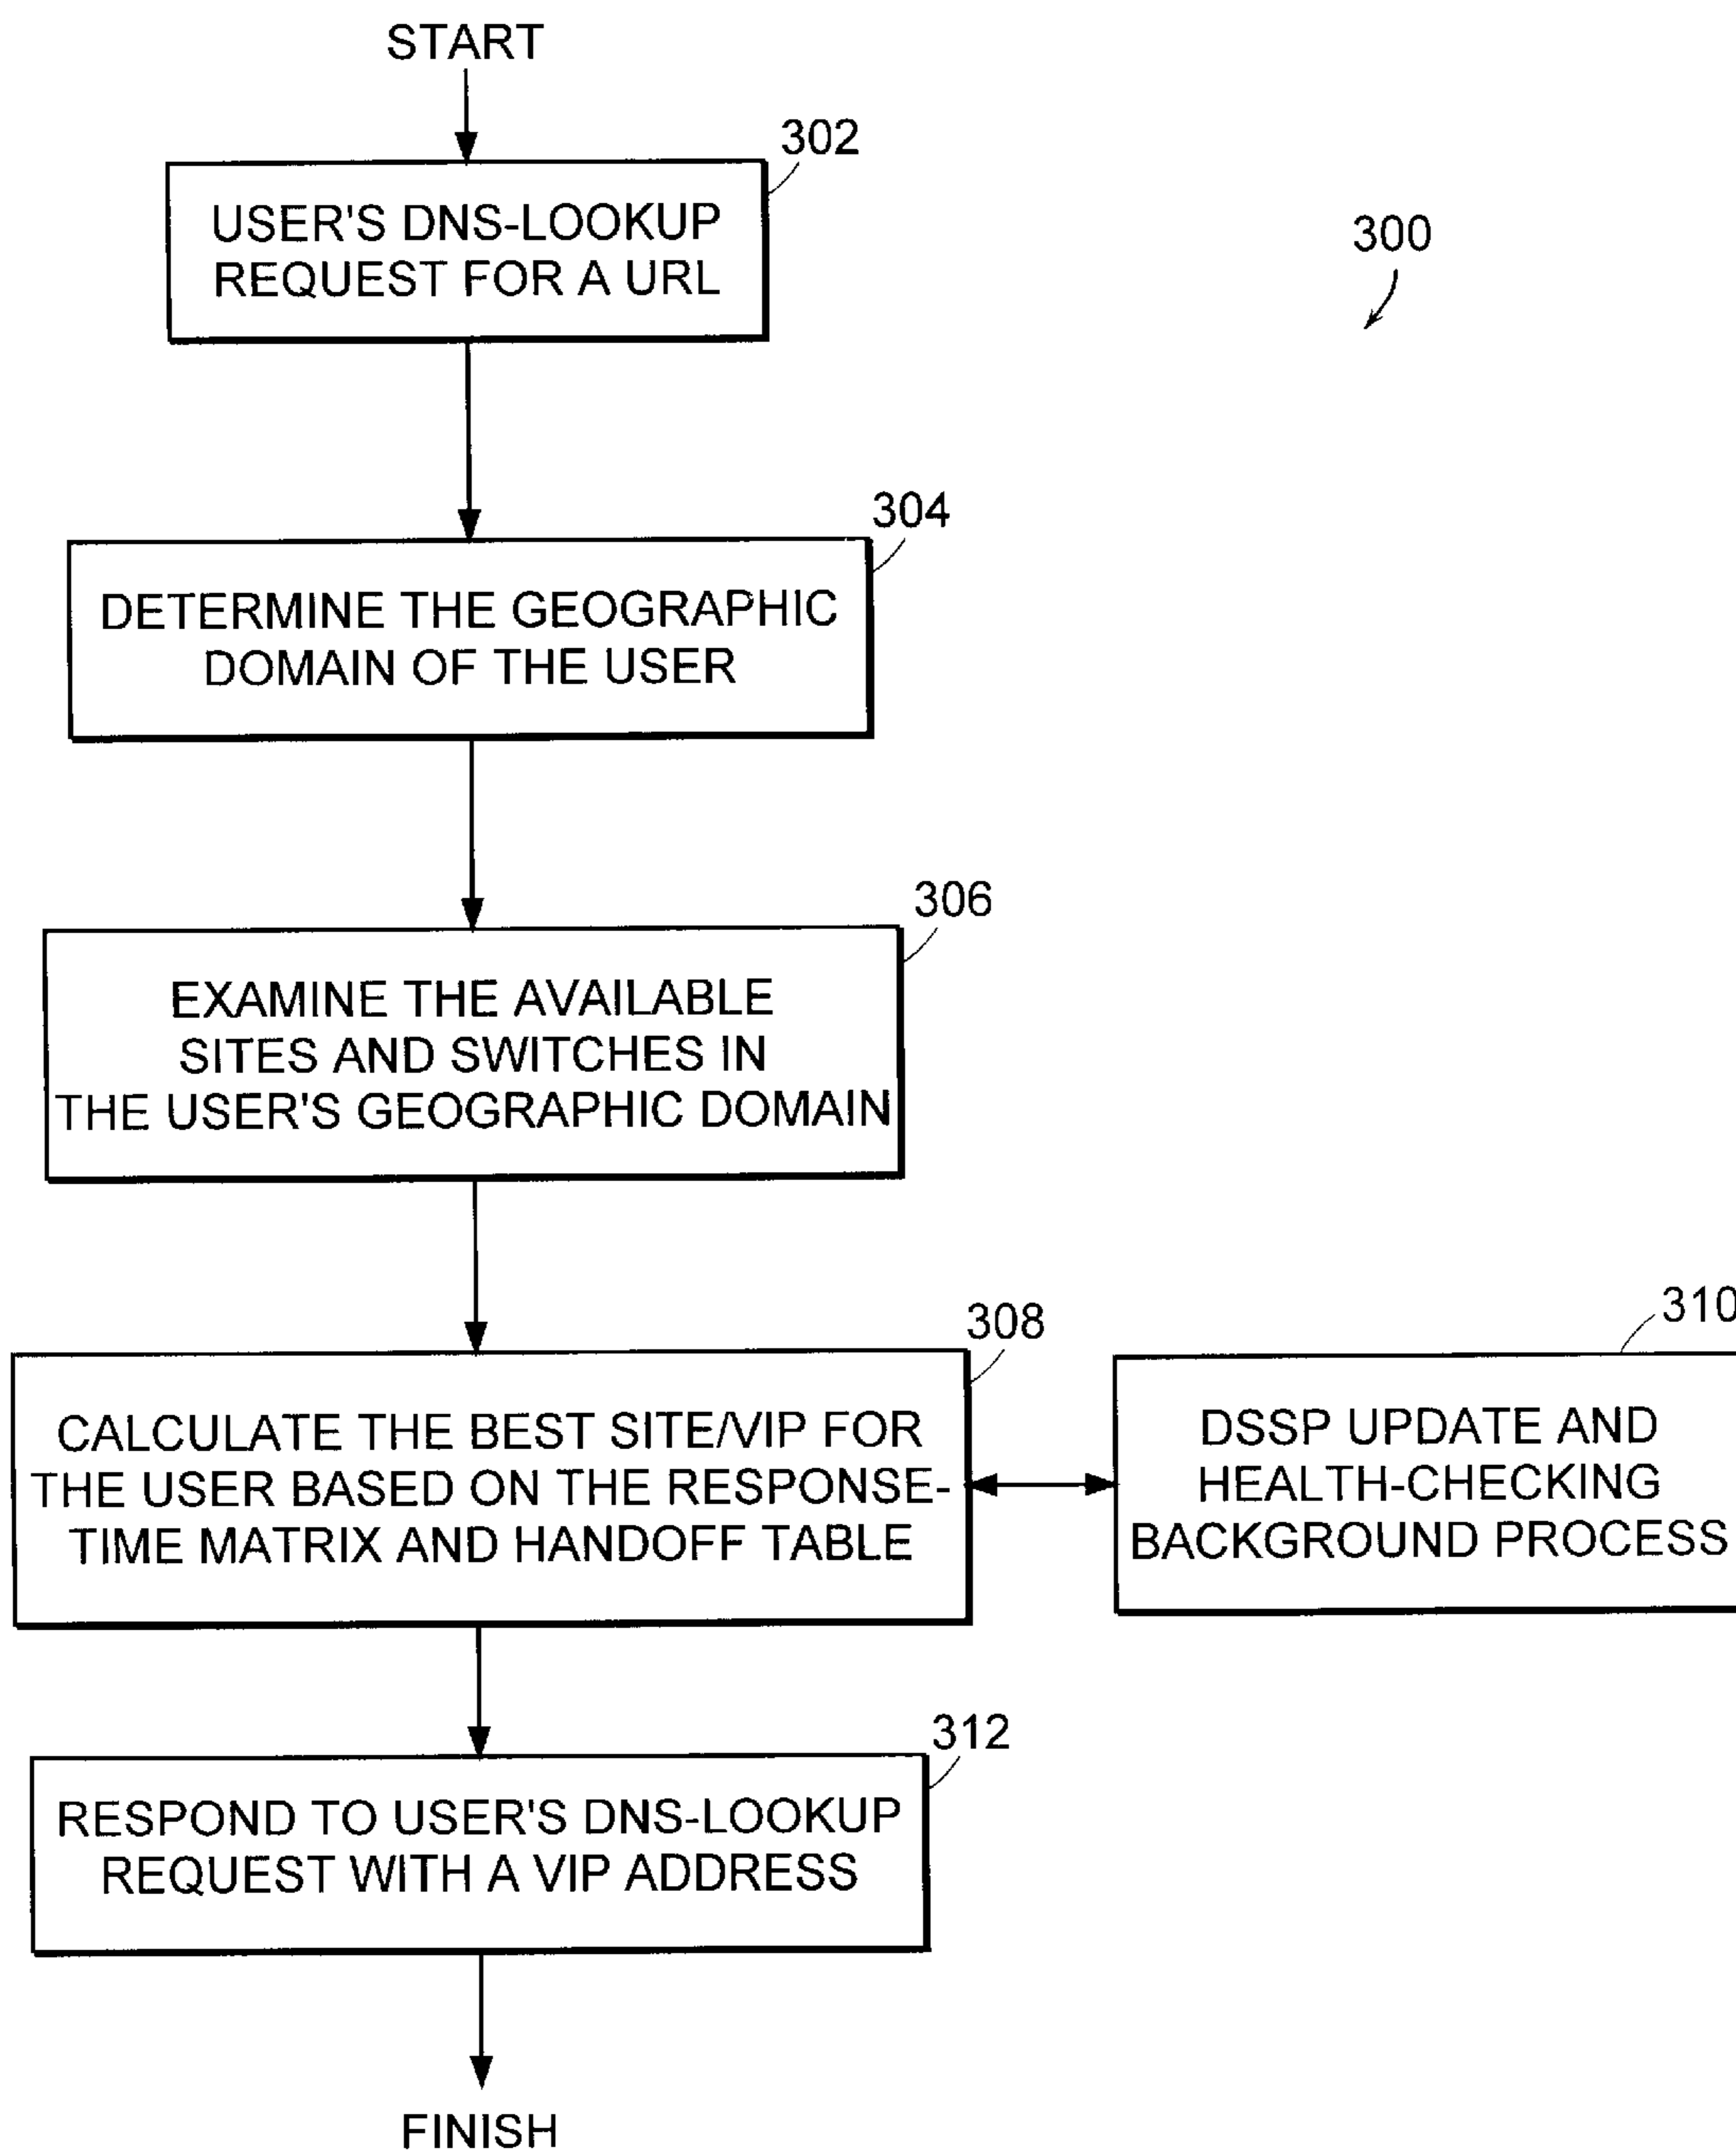 START
302
USER'S DNS-LOOKUP
REQUEST FOR A URL
300
304
DETERMINE THE GEOGRAPHIC
DOMAIN OF THE USER
306
EXAMINE THE AVAILABLE
SITES AND SWITCHES IN
THE USER'S GEOGRAPHIC DOMAIN
308
CALCULATE THE BEST SITE/VIP FOR
THE USER BASED ON THE RESPONSE-
TIME MATRIX AND HANDOFF TABLE
310
DSSP UPDATE AND
HEALTH-CHECKING
BACKGROUND PROCESS
312
RESPOND TO USER'S DNS-LOOKUP
REQUEST WITH A VIP ADDRESS
FINISH